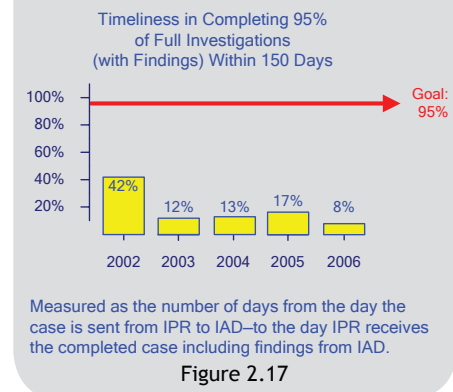 Timeliness in Completing 95%
of Full Investigations
(with Findings) Within 150 Days
Goal:
95%
100%
80%
60%
40%
20%
42%
12%
13%
17%
8%
2002 2003 2004 2005 2006
Measured as the number of days from the day the
case is sent from IPR to IAD–to the day IPR receives
the completed case including findings from IAD.
Figure 2.17